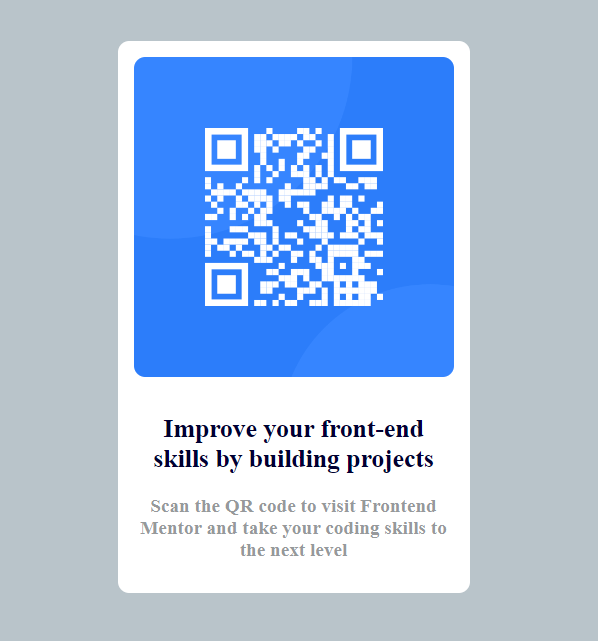 Improve your front-end
skills by building projects
Scan the QR code to visit Frontend
Mentor and take your coding skills to
the next level